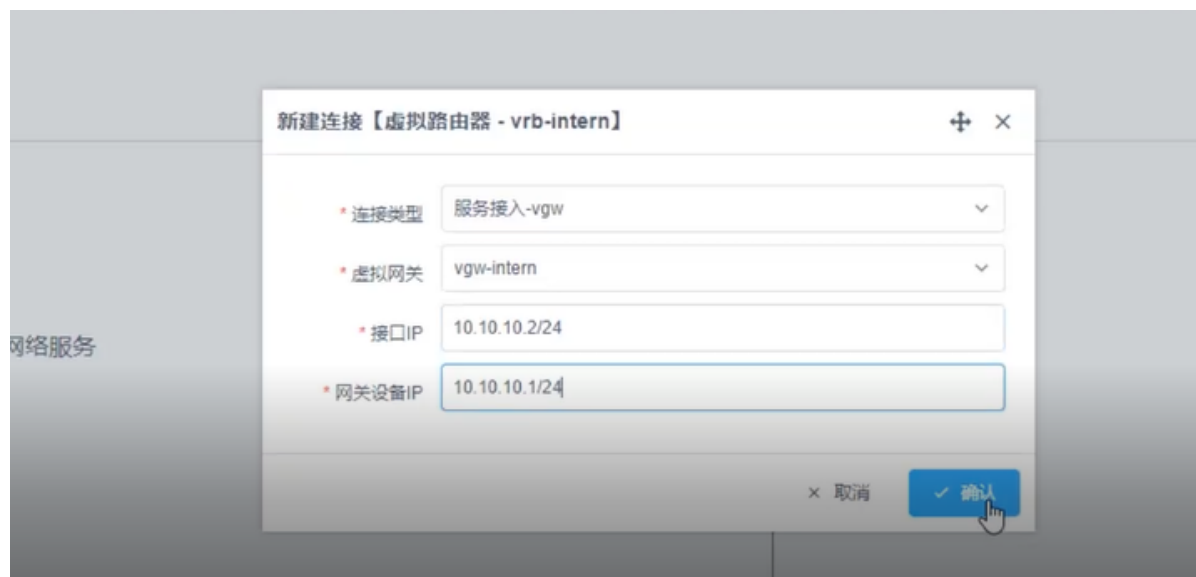 新建连接【虚拟路由器 - vrb-intern】
* 连接类型 服务接入-vgw
* 虚拟网关 vgw-intern
* 接口IP 10.10.10.2/24
网络服务
* 网关设备IP 10.10.10.1/24
取消 确认